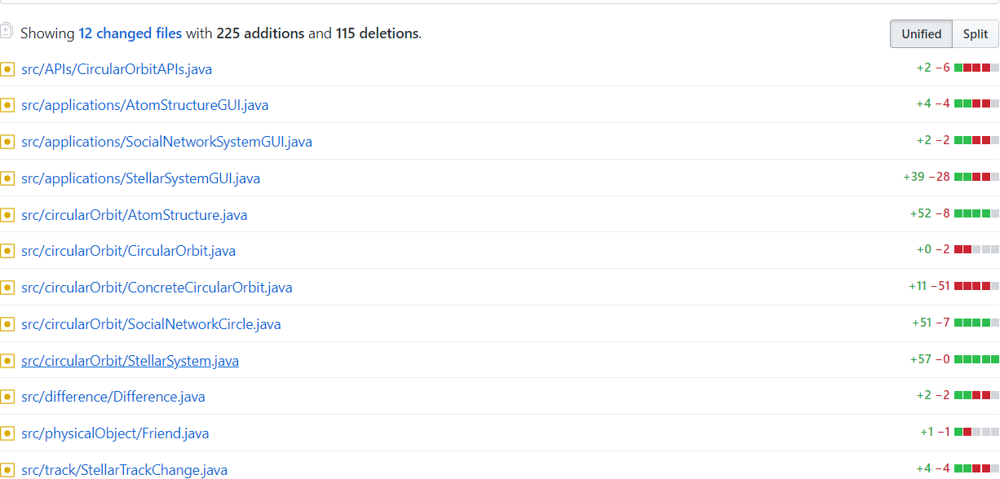 Showing 12 changed files with 225 additions and 115 deletions. Unified Split
src/APIs/CircularOrbitAPIs.java +2 −6
src/applications/AtomStructureGUI.java +4 −4
src/applications/SocialNetworkSystemGUI.java +2 −2
src/applications/StellarSystemGUI.java +39 −28
src/circularOrbit/AtomStructure.java +52 −8
src/circularOrbit/CircularOrbit.java +0 −2
src/circularOrbit/ConcreteCircularOrbit.java +11 −51
src/circularOrbit/SocialNetworkCircle.java +51 −7
src/circularOrbit/StellarSystem.java +57 −0
src/difference/Difference.java +2 −2
src/physicalObject/Friend.java +1 −1
src/track/StellarTrackChange.java +4 −4